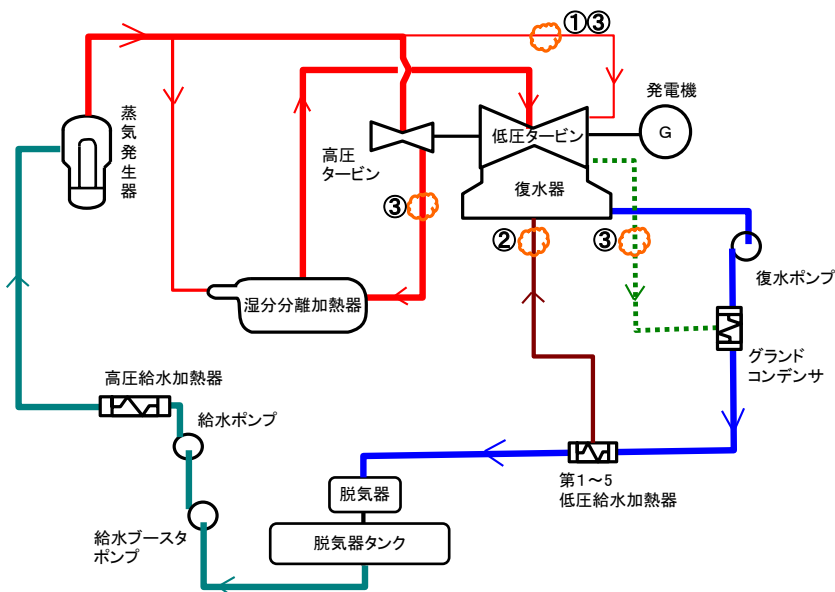 ①③
発電機
G
蒸気発生器
低圧タービン
高圧
タービン
復水器
③
②
③
復水ポンプ
湿分分離加熱器
グランド
コンデンサ
高圧給水加熱器
給水ポンプ
第1～5
低圧給水加熱器
脱気器
給水ブースタ
ポンプ
脱気器タンク